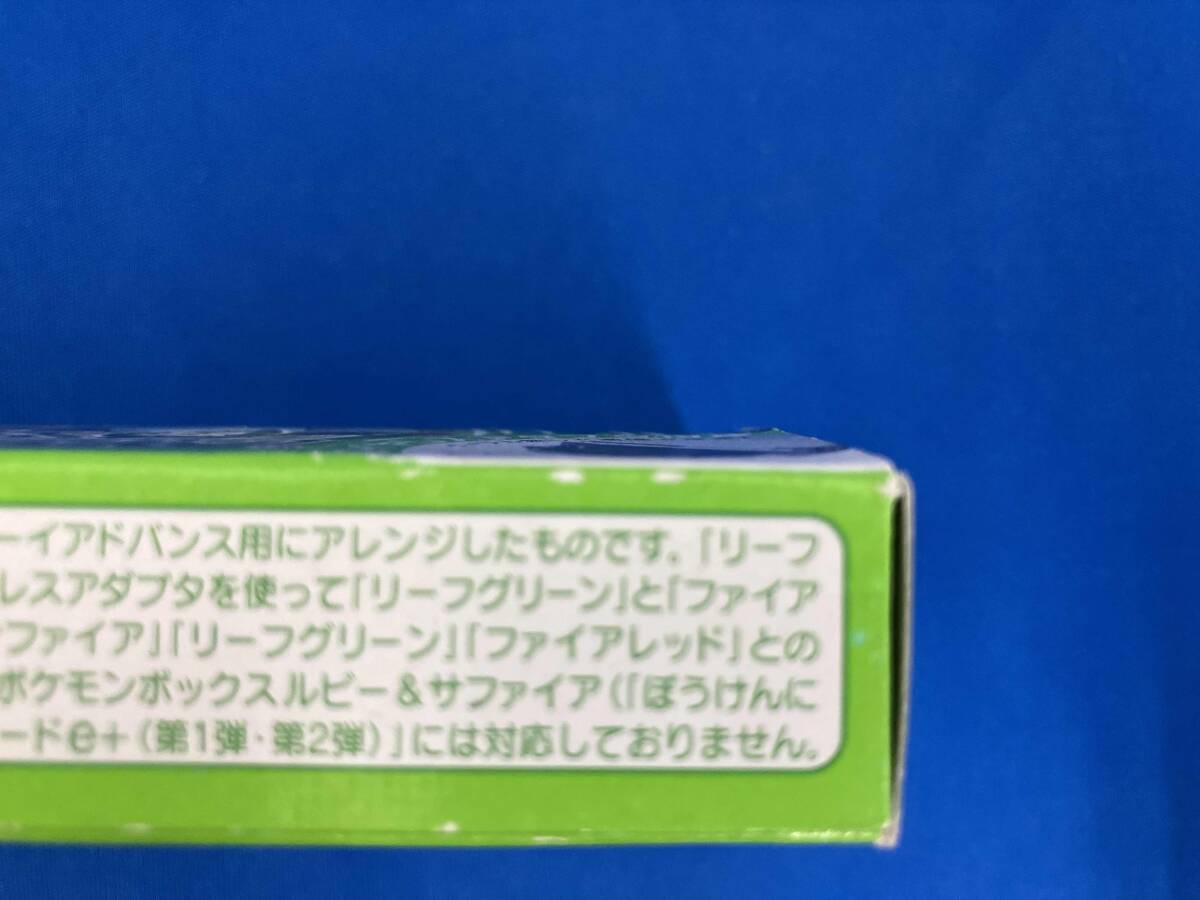 ーイアドバンス用にアレンジしたものです。「リーフ
レスアダプタを使って「リーフグリーン」と「ファイア
ファイア」「リーフグリーン」「ファイアレッド」との
ポケモンボックスルビー&サファイア(「ぼうけんに
ードe+(第1弾・第2弾)」には対応しておりません。